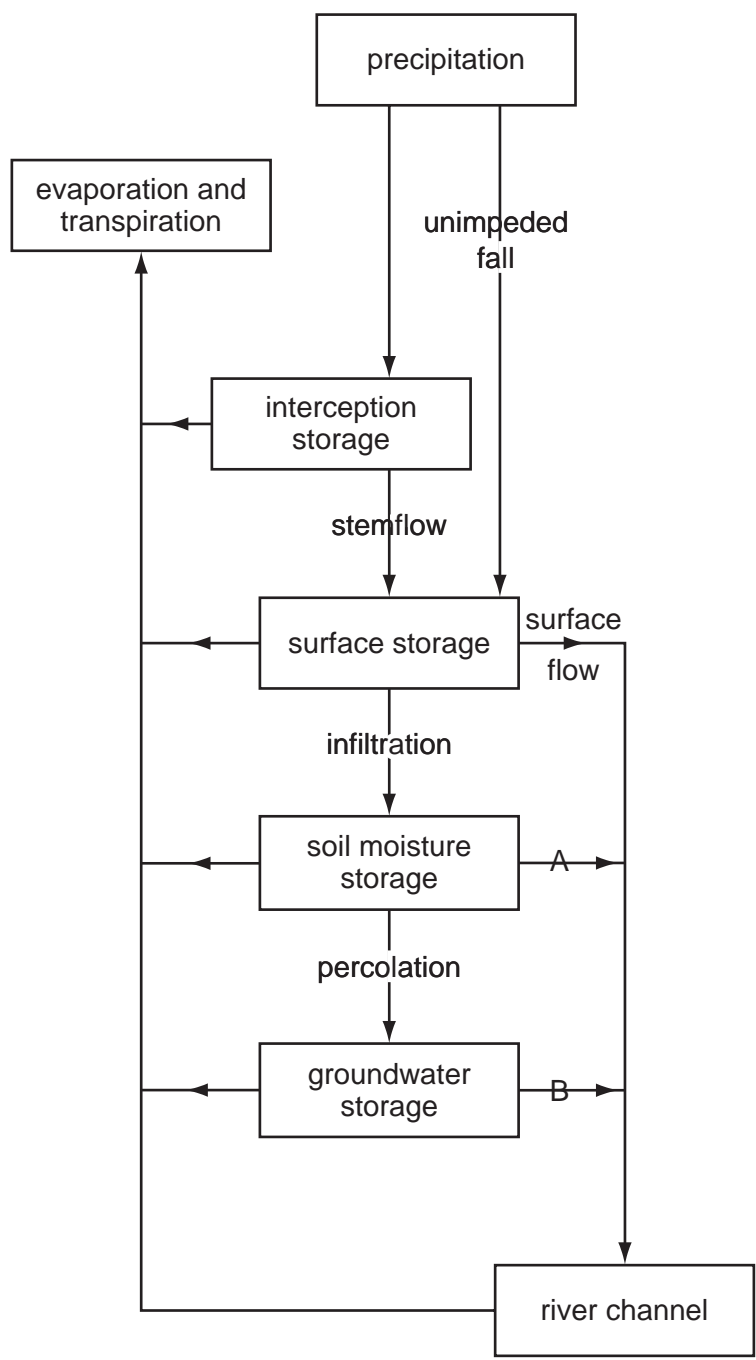 precipitation
evaporation and
transpiration
unimpeded
fall
interception
storage
stemflow
surface storage
surface
flow
infiltration
soil moisture
storage
A
percolation
groundwater
storage
B
river channel